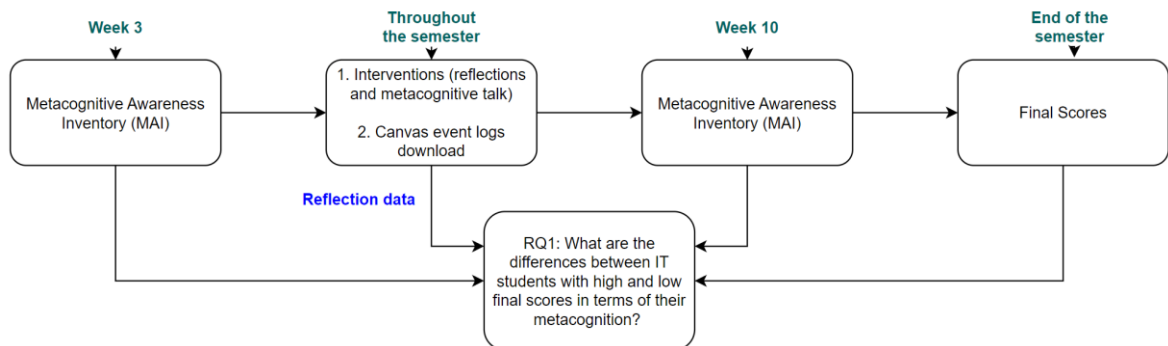 Week 3
Throughout
the semester
Week 10
End of the
semester
Metacognitive Awareness
Inventory (MAI)
1. Interventions (reflections
and metacognitive talk)
2. Canvas event logs
download
Metacognitive Awareness
Inventory (MAI)
Final Scores
Reflection data
RQ1: What are the
differences between IT
students with high and low
final scores in terms of their
metacognition?